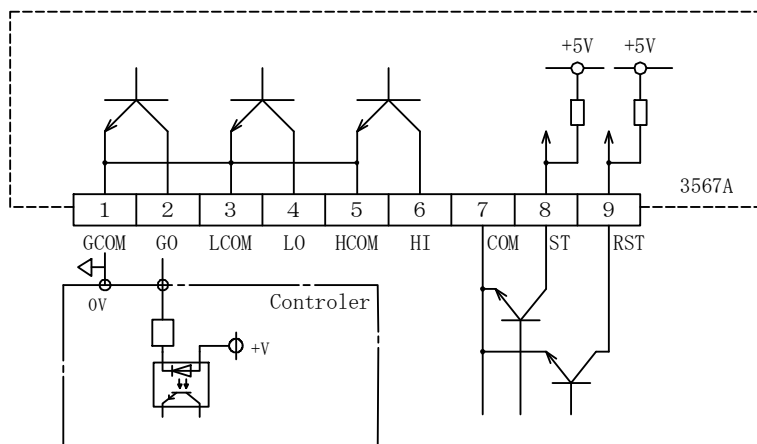 +5V +5V
3567A
1 2 3 4 5 6 7 8 9
GCOM GO LCOM LO HCOM HI COM ST RST
0V Controler
+V